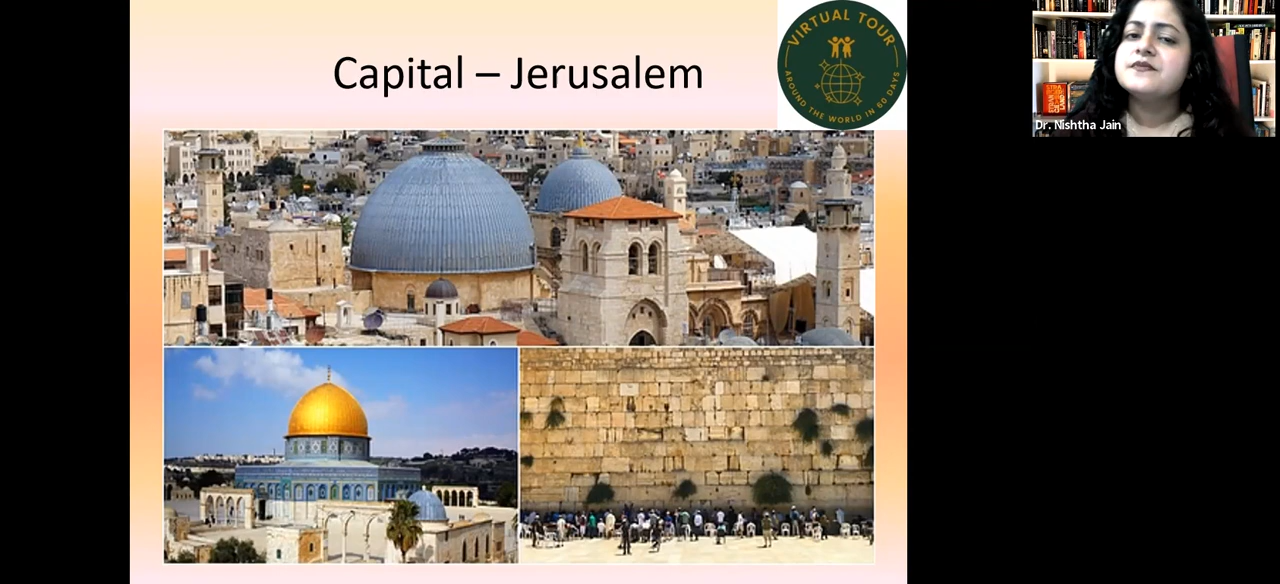 Capital – Jerusalem
VIRTUAL TOUR
AROUND THE WORLD IN 60 DAYS
Dr. Nishtha Jain